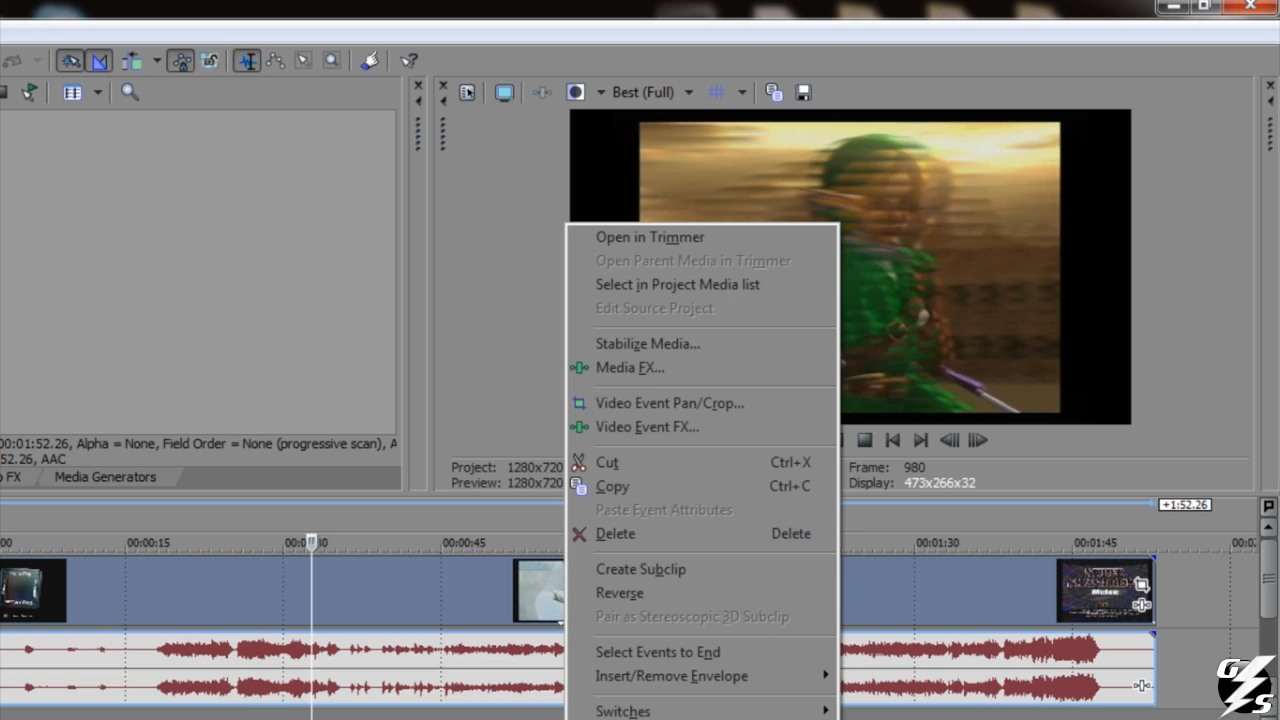 Best (Full)
Open in Trimmer
Open Parent Media in Trimmer
Select in Project Media list
Edit Source Project
Stabilize Media...
Media FX...
Video Event Pan/Crop...
Video Event FX...
Cut Ctrl+X
Copy Ctrl+C
Paste Event Attributes
Delete Delete
Create Subclip
Reverse
Pair as Stereoscopic 3D Subclip
Select Events to End
Insert/Remove Envelope
Switches
00:01:52.26, Alpha = None, Field Order = None (progressive scan), A
52.26, AAC
FX Media Generators
Project: 1280x720
Preview: 1280x720
Frame: 980
Display: 473x266x32
+1:52.26
00:00:15 00:00:45 00:01:30 00:01:45
Melee
G S